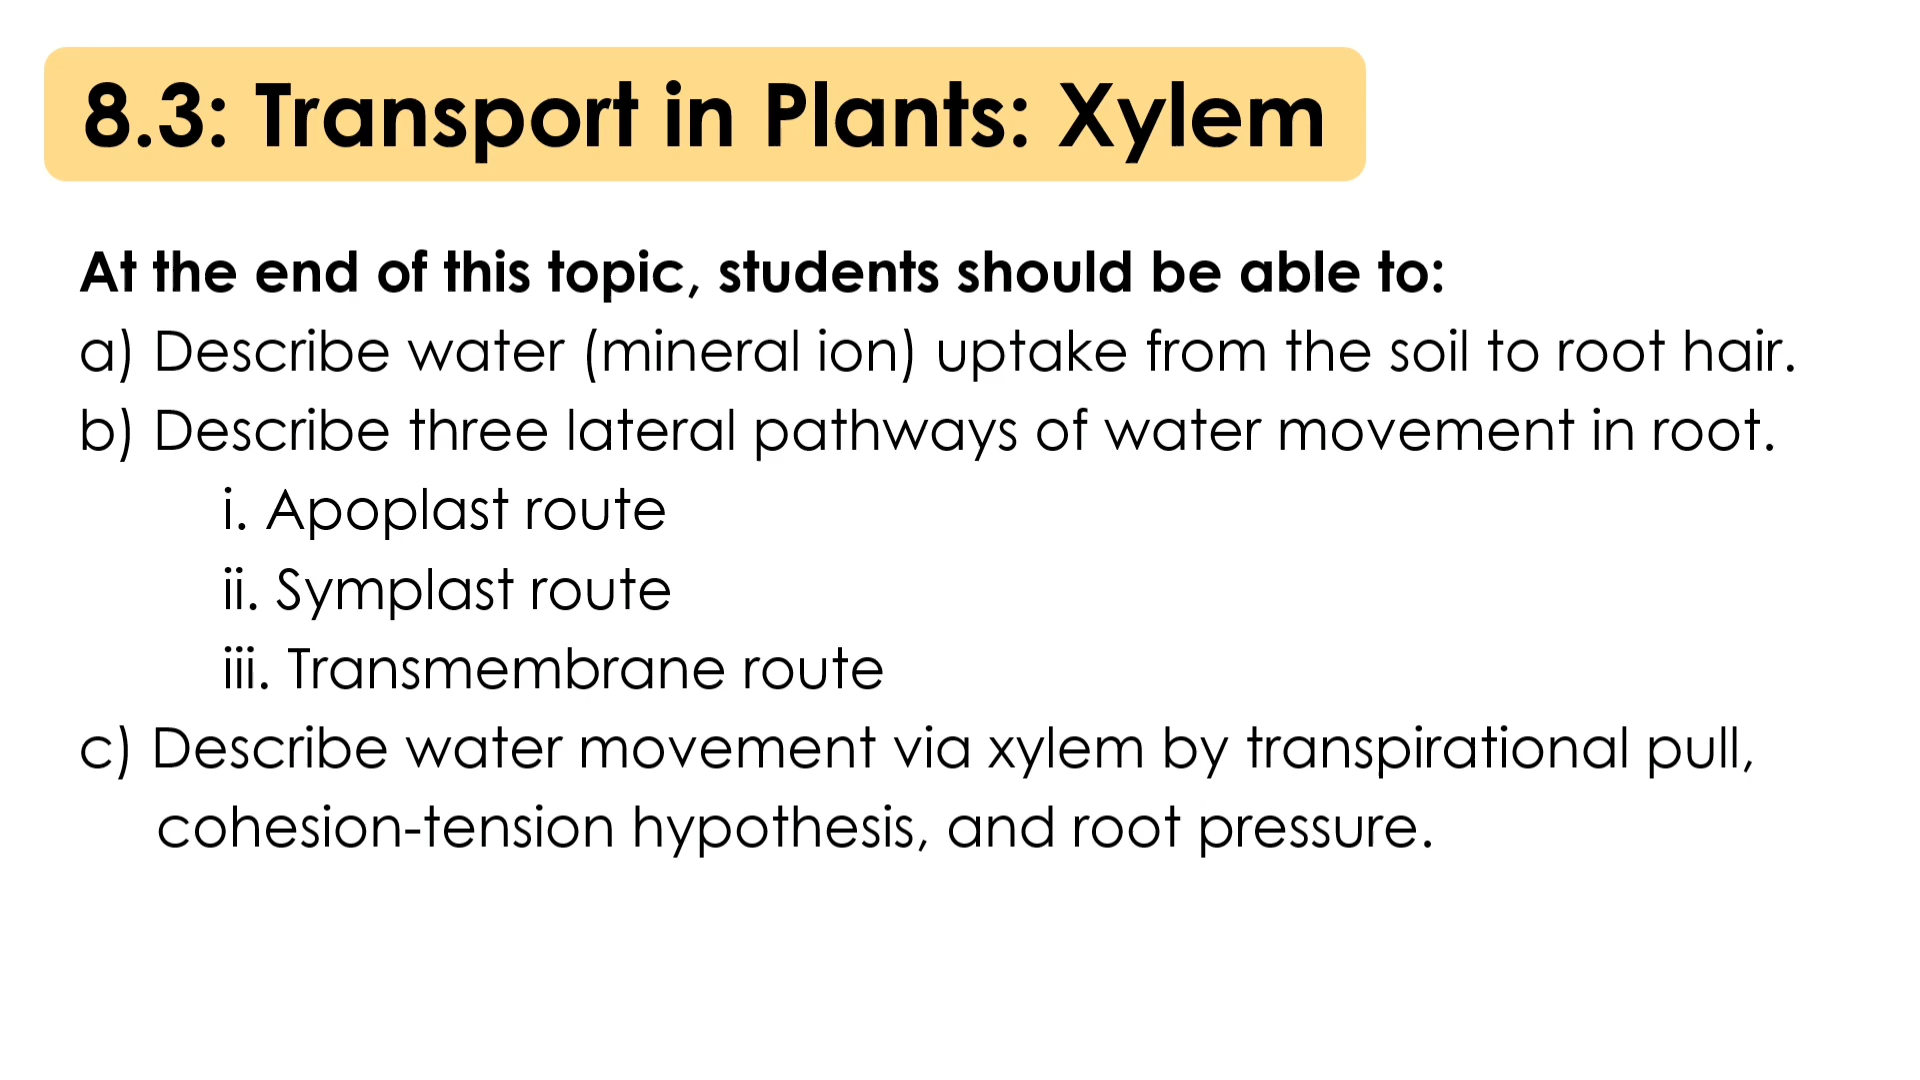 8.3: Transport in Plants: Xylem
At the end of this topic, students should be able to:
a) Describe water (mineral ion) uptake from the soil to root hair.
b) Describe three lateral pathways of water movement in root.
i. Apoplast route
ii. Symplast route
iii. Transmembrane route
c) Describe water movement via xylem by transpirational pull,
cohesion-tension hypothesis, and root pressure.